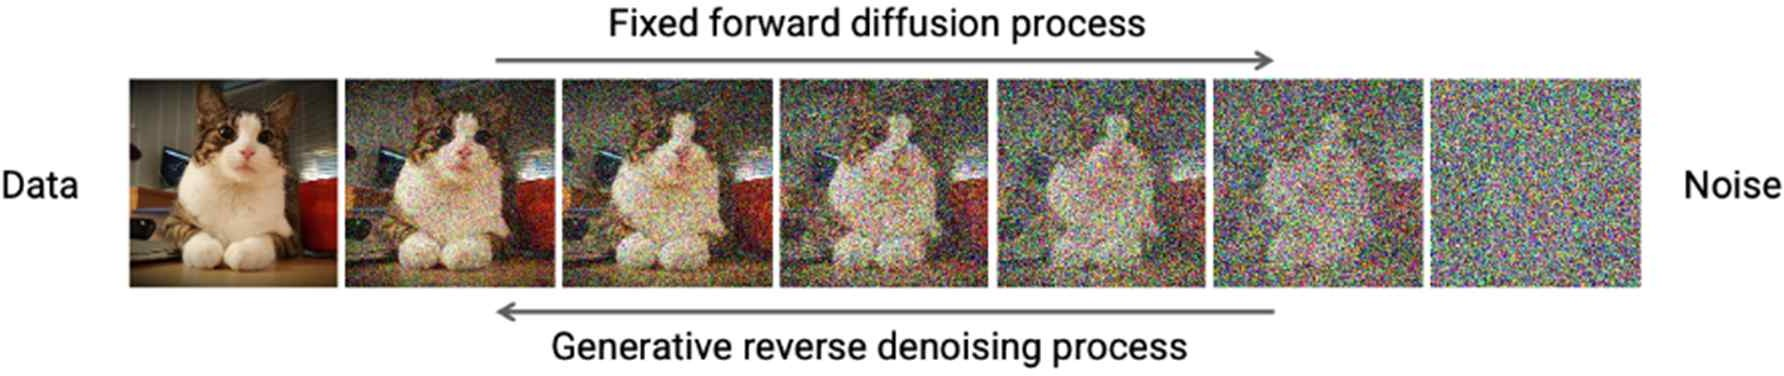 Fixed forward diffusion process
Data
Noise
Generative reverse denoising process